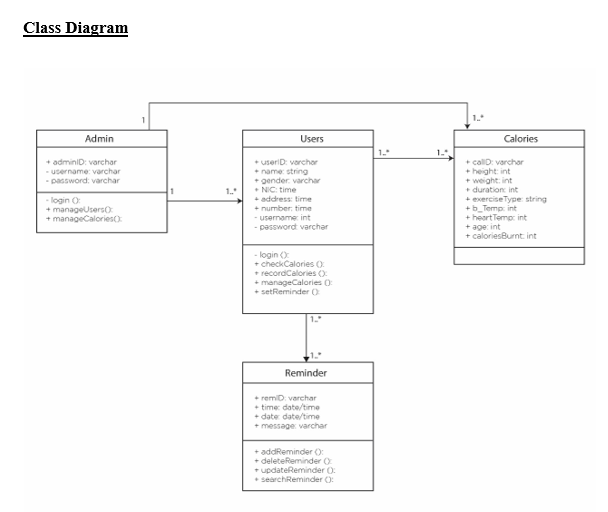 Class Diagram
1
1..*
Admin
+ adminID: varchar
- username: varchar
- password: varchar
- login ():
+ manageUsers():
+ manageCalories():
1
1..*
Users
+ userID: varchar
+ name: string
+ gender: varchar
+ NIC: time
+ address: time
+ number: time
- username: int
- password: varchar
- login ():
+ checkCalories ():
+ recordCalories ():
+ manageCalories ():
+ setReminder ():
1..*
1..*
Calories
+ callD: varchar
+ height: int
+ weight: int
+ duration: int
+ exerciseType: string
+ b_Temp: int
+ heartTemp: int
+ age: int
+ caloriesBurnt: int
1..*
1..*
Reminder
+ remID: varchar
+ time: date/time
+ date: date/time
+ message: varchar
+ addReminder ():
+ deleteReminder ():
+ updateReminder ():
+ searchReminder ():